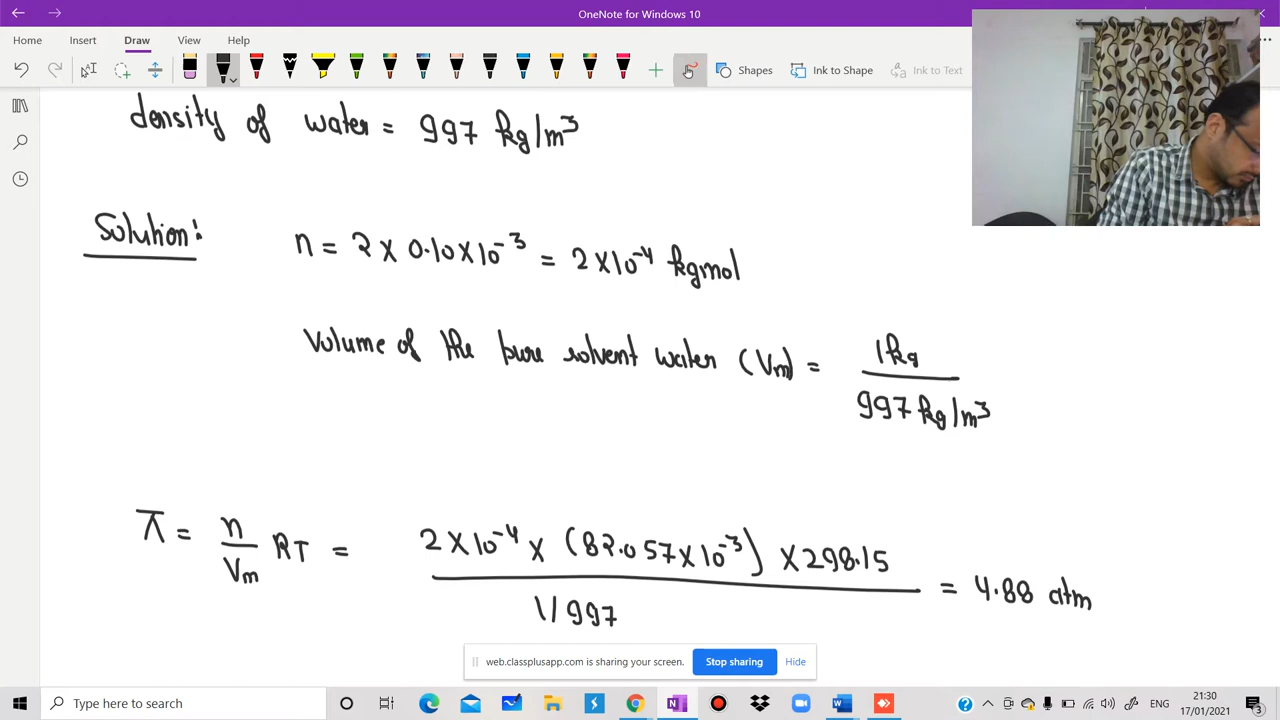 OneNote for Windows 10
Home Insert Draw View Help
Shapes Ink to Shape Ink to Text
density of water = 997 kg/m³
Solution:
n = 2 × 0.10 × 10⁻³ = 2 × 10⁻⁴ kgmol
Volume of the pure solvent water (Vm) = 1 kg / 997 kg/m³
π = n/Vm RT = 2 × 10⁻⁴ × (82.057 × 10⁻³) × 298.15 / 1/997 = 4.88 atm
web.classplusapp.com is sharing your screen. Stop sharing Hide
Type here to search
ENG 21:30 17/01/2021 3